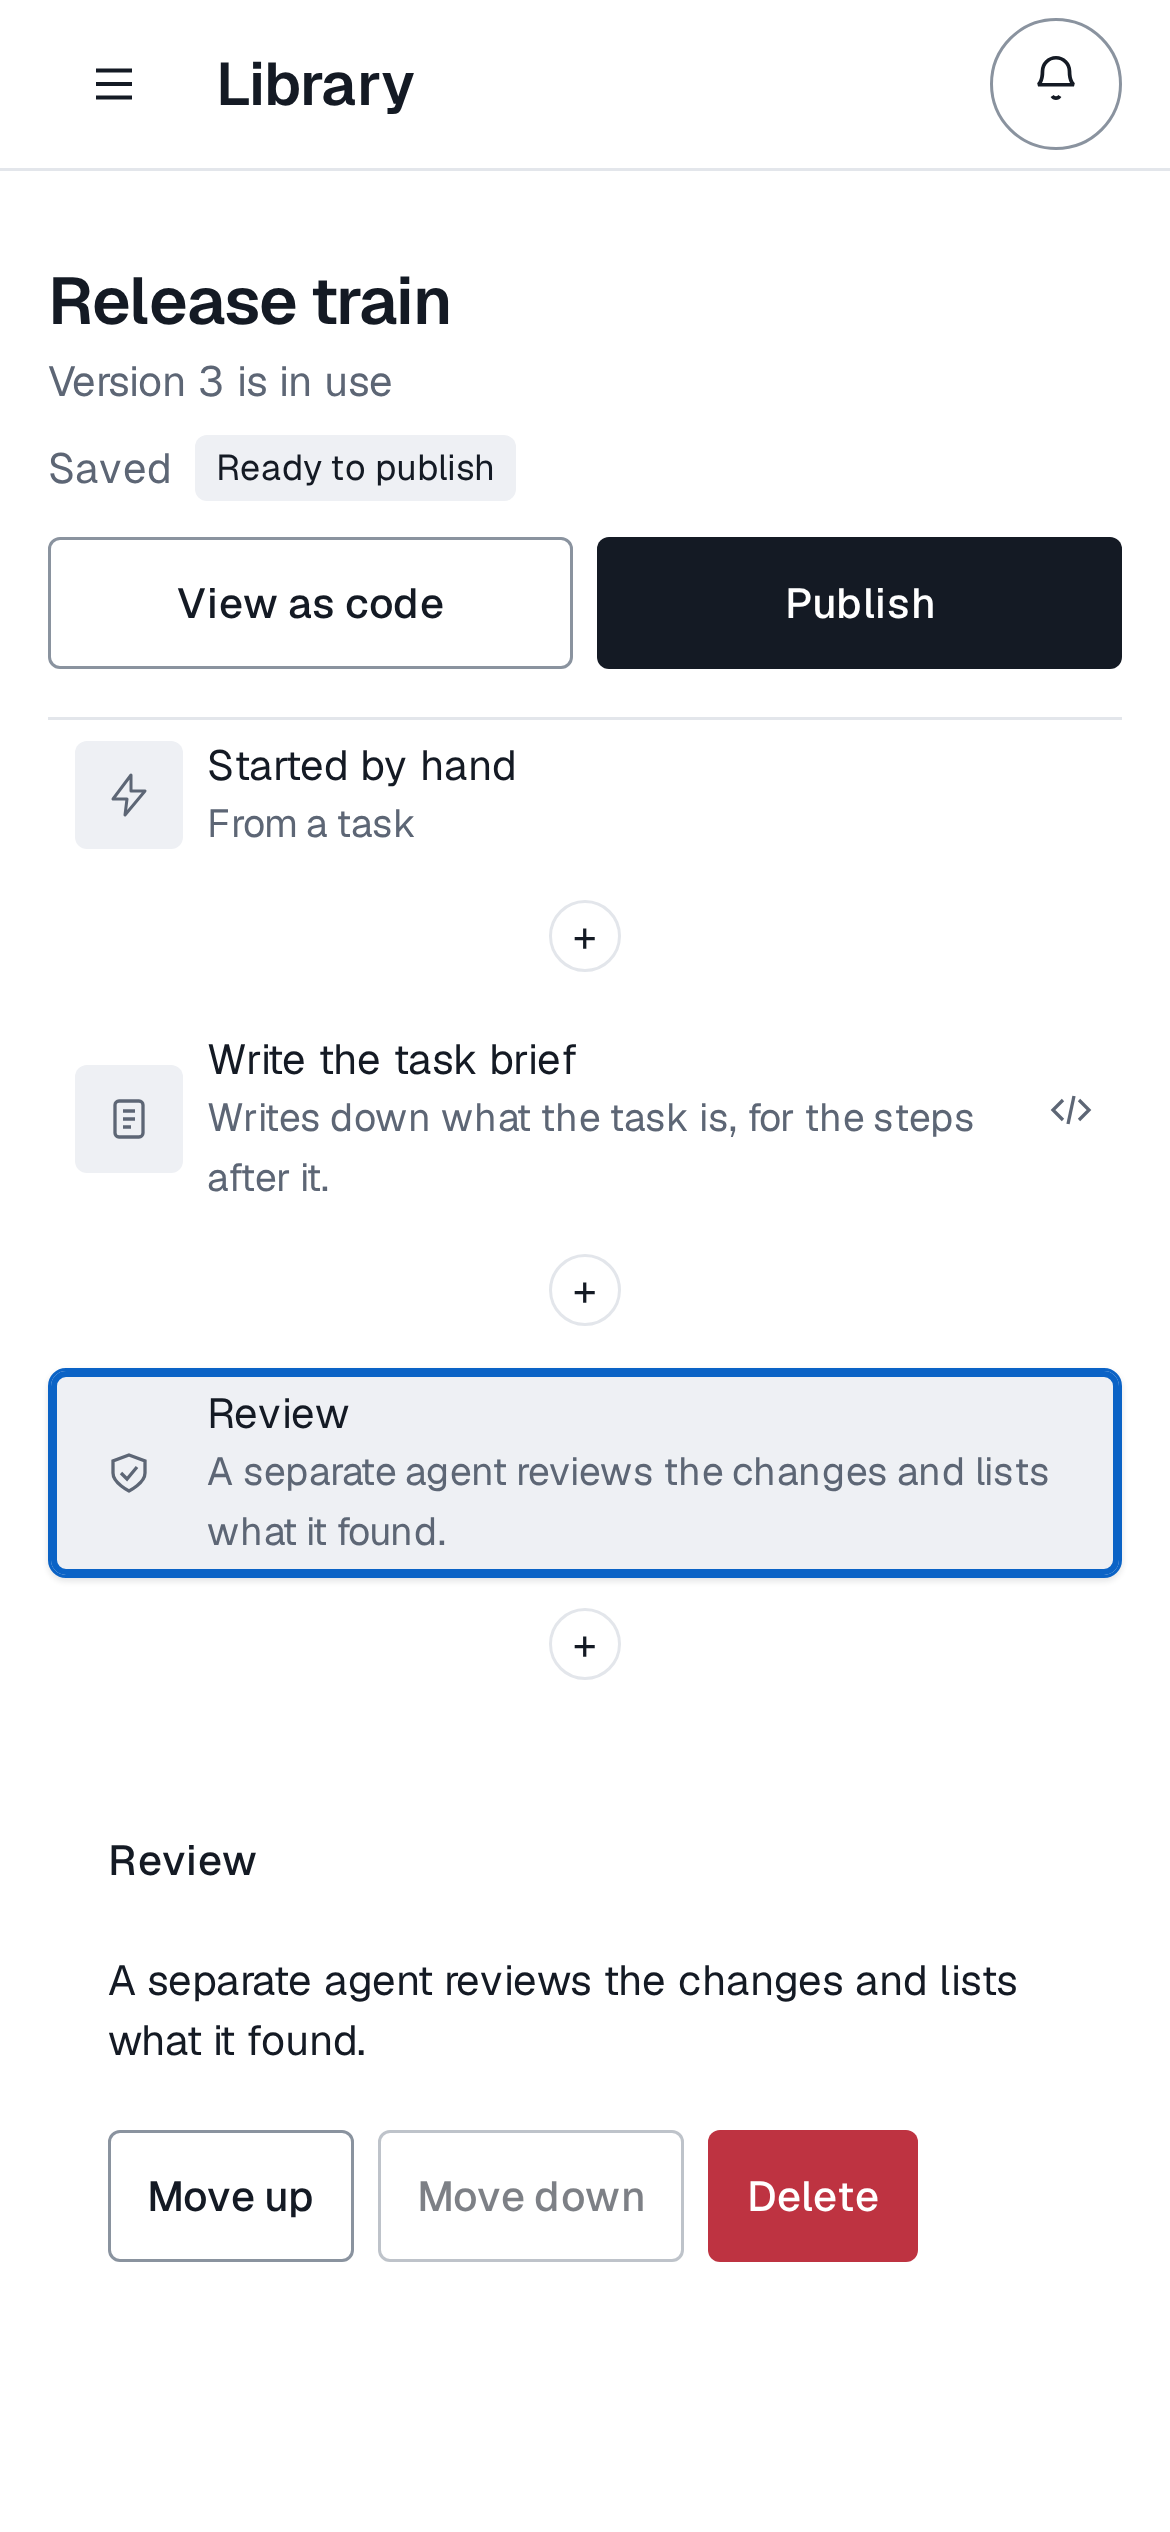 Library
Release train
Version 3 is in use
Saved
Ready to publish
View as code
Publish
Started by hand
From a task
+
Write the task brief
Writes down what the task is, for the steps
after it.
+
Review
A separate agent reviews the changes and lists
what it found.
+
Review
A separate agent reviews the changes and lists
what it found.
Move up
Move down
Delete